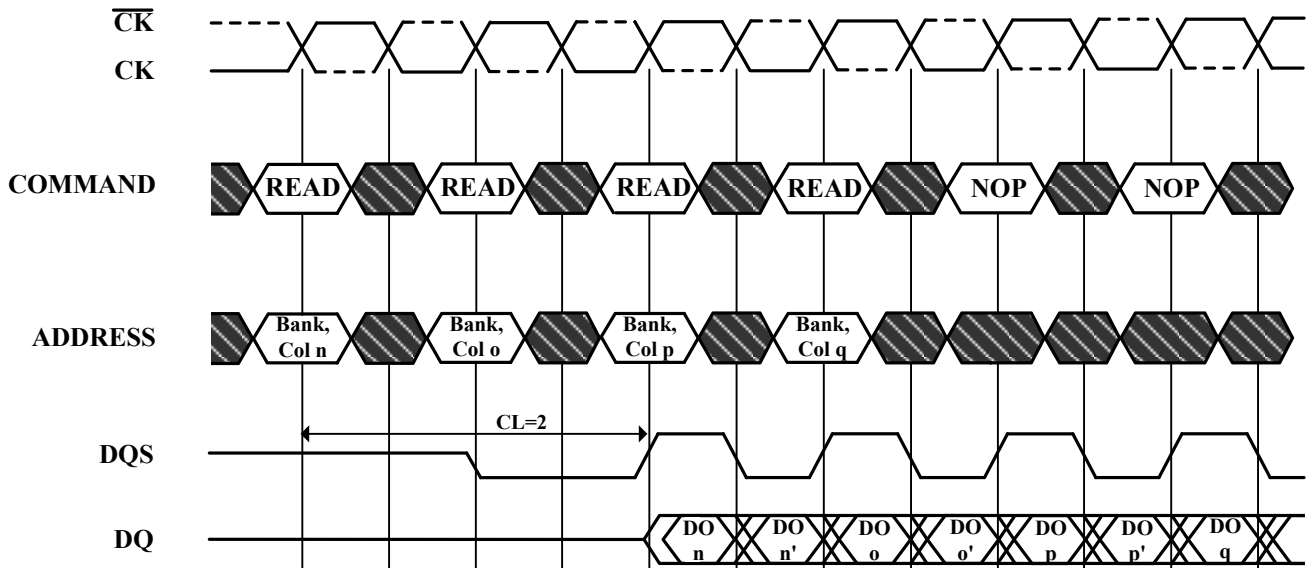 CK
CK
COMMAND READ READ READ READ NOP NOP
ADDRESS Bank, Col n Bank, Col o Bank, Col p Bank, Col q
CL=2
DQS
DQ DO n DO n' DO o DO o' DO p DO p' DO q